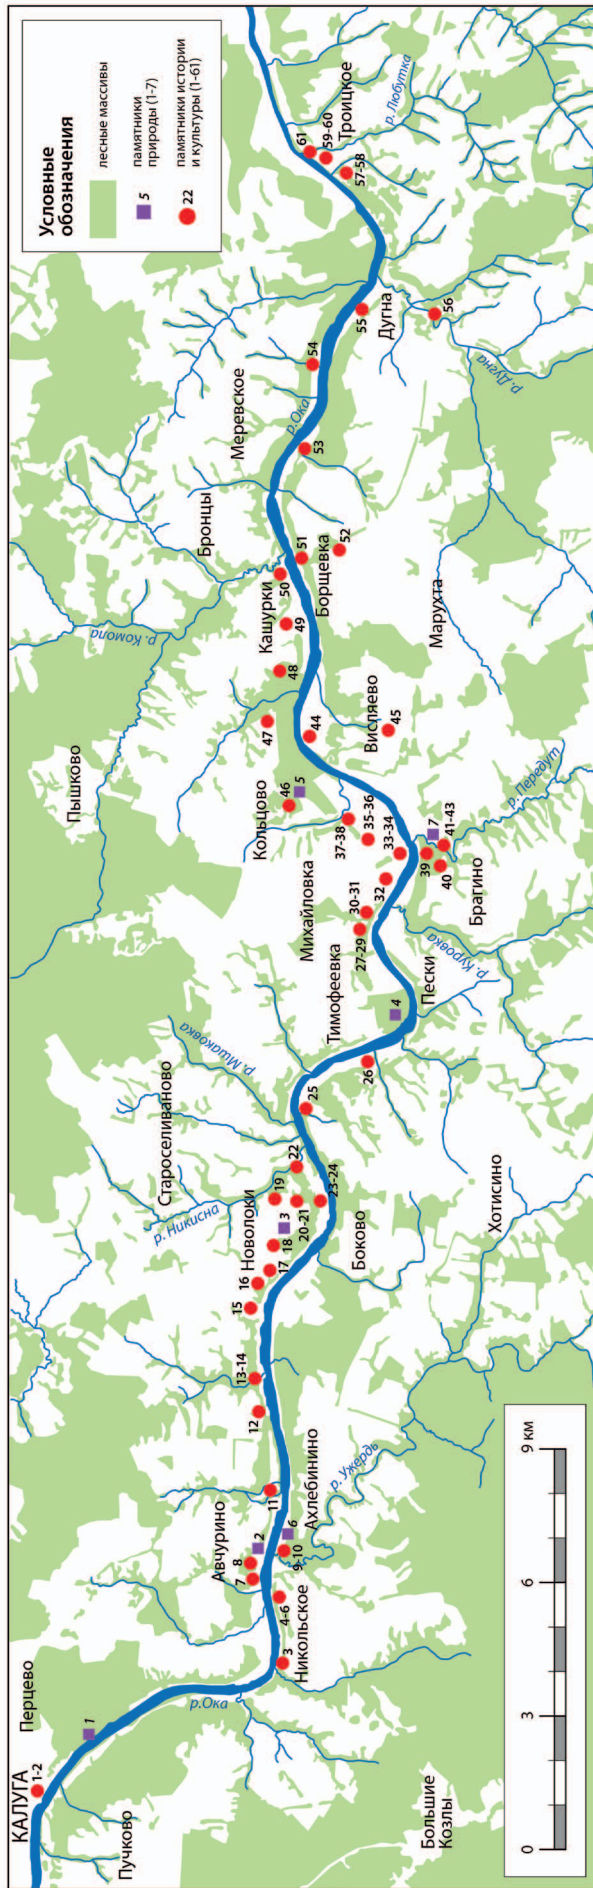 КАЛУГА
1-2
Перцево
1
Пучково
р.Ока
Большие
Козлы
3
Никольское
4-6
7
8
Авчурино
2
9-10
6
Ахлебинино
р. Ужердь
11
12
13-14
15
16
17
18
Новолоки
3
19
20-21
22
23-24
р. Никисна
Староселиваново
Боково
Хотисино
25
р. Мшаковка
26
4
Пески
Тимофеевка
Михайловка
27-29
30-31
32
33-34
35-36
37-38
р. Куровка
39
40
41-43
7
Брагино
р. Передут
Кольцово
46
5
44
45
Висляево
47
48
49
50
Кашурки
Пышково
р. Комола
51
52
Борщевка
Марухта
Бронцы
Меревское
53
54
р.Ока
55
Дугна
56
р.Дугна
57-58
59-60
61
Троицкое
р. Любутка
Условные
обозначения
лесные массивы
5
памятники
природы (1-7)
22
памятники истории
и культуры (1-61)
0
3
6
9 км